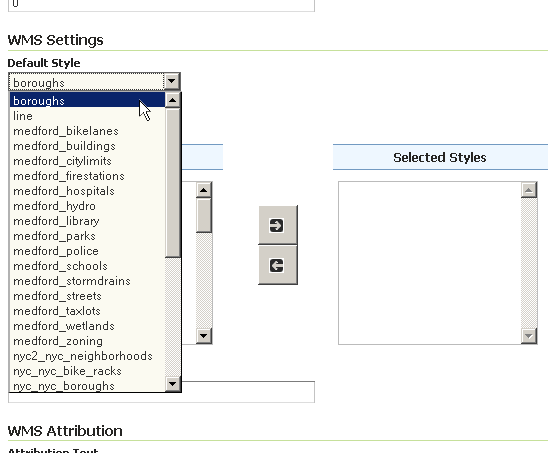 0
WMS Settings
Default Style
boroughs
boroughs
line
medford_bikelanes
medford_buildings
medford_citylimits
medford_firestations
medford_hospitals
medford_hydro
medford_library
medford_parks
medford_police
medford_schools
medford_stormdrains
medford_streets
medford_taxlots
medford_wetlands
medford_zoning
nyc2_nyc_neighborhoods
nyc_nyc_bike_racks
nyc_nyc_boroughs
Selected Styles
WMS Attribution
Attribution Text